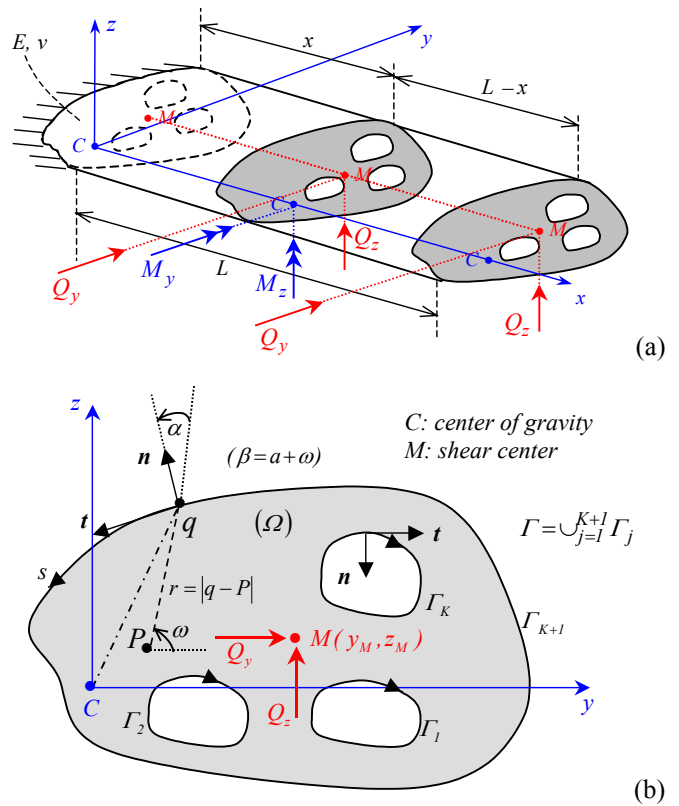 z
E, v
x
y
L – x
M
C
M
C
M
C
Q_z
M_y
L
M_z
Q_y
Q_y
Q_z
x
(a)
z
α
C: center of gravity
M: shear center
n
(β = a + ω)
t
q
(Ω)
Γ = ∪_{j=1}^{K+1} Γ_j
t
n
s
r = |q – P|
Γ_K
Γ_{K+1}
P
ω
M(y_M, z_M)
Q_y
C
Q_z
y
Γ_2
Γ_1
(b)